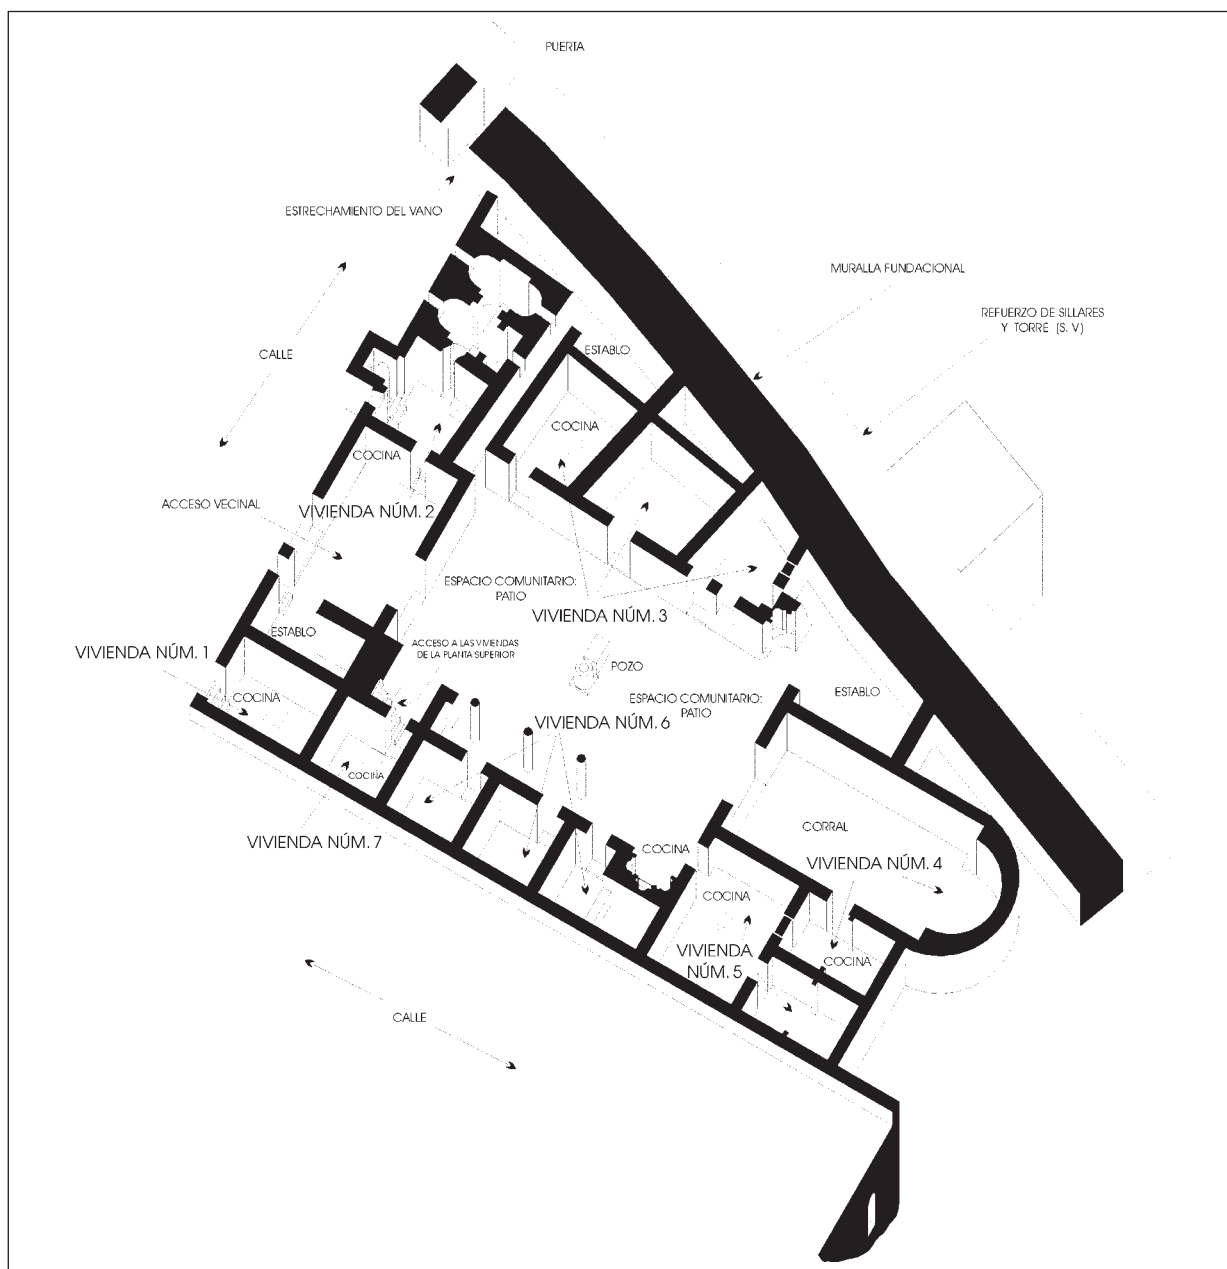 PUERTA
ESTRECHAMIENTO DEL VANO
MURALLA FUNDACIONAL
REFUERZO DE SILLARES
Y TORRE (S. V)
CALLE
ESTABLO
COCINA
COCINA
ACCESO VECINAL
VIVIENDA NÚM. 2
ESPACIO COMUNITARIO:
PATIO
VIVIENDA NÚM. 3
ESTABLO
ACCESO A LAS VIVIENDAS
DE LA PLANTA SUPERIOR
VIVIENDA NÚM. 1
POZO
COCINA
ESPACIO COMUNITARIO:
PATIO
ESTABLO
VIVIENDA NÚM. 6
COCINA
CORRAL
VIVIENDA NÚM. 7
COCINA
VIVIENDA NÚM. 4
COCINA
VIVIENDA
NÚM. 5
COCINA
CALLE